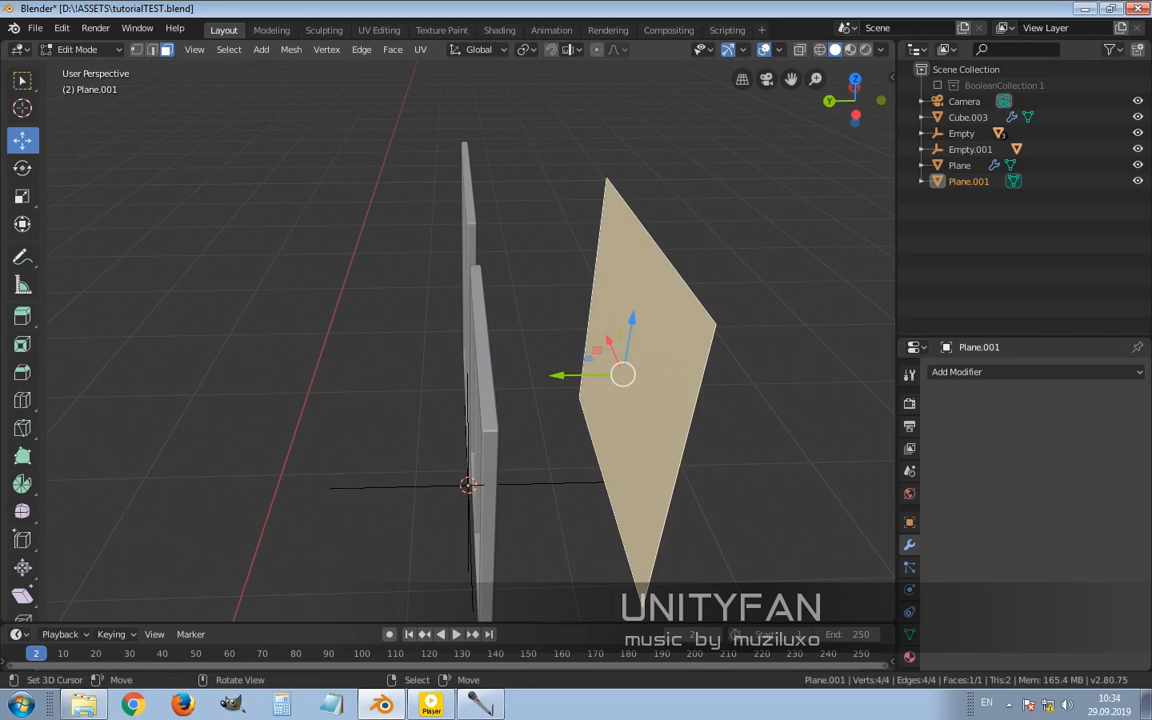 Blender* [D:\!ASSETS\tutorialTEST.blend]
File Edit Render Window Help Layout Modeling Sculpting UV Editing Texture Paint Shading Animation Rendering Compositing Scripting + Scene View Layer
Edit Mode View Select Add Mesh Vertex Edge Face UV Global
User Perspective
(2) Plane.001
Z
Y
Scene Collection
BooleanCollection 1
Camera
Cube.003
Empty
Empty.001
Plane
Plane.001
Plane.001
Add Modifier
UNITYFAN
music by muziluxo
Playback Keying View Marker 2 Start: 1 End: 250
2 10 20 30 40 50 60 70 80 90 100 110 120 130 140 150 160 170 180 190 200 210 220 230 240 250
Set 3D Cursor Move Rotate View Select Move Plane.001 | Verts:4/4 | Edges:4/4 | Faces:1/1 | Tris:2 | Mem: 165.4 MB | v2.80.75
Player
EN
10:34
29.09.2019